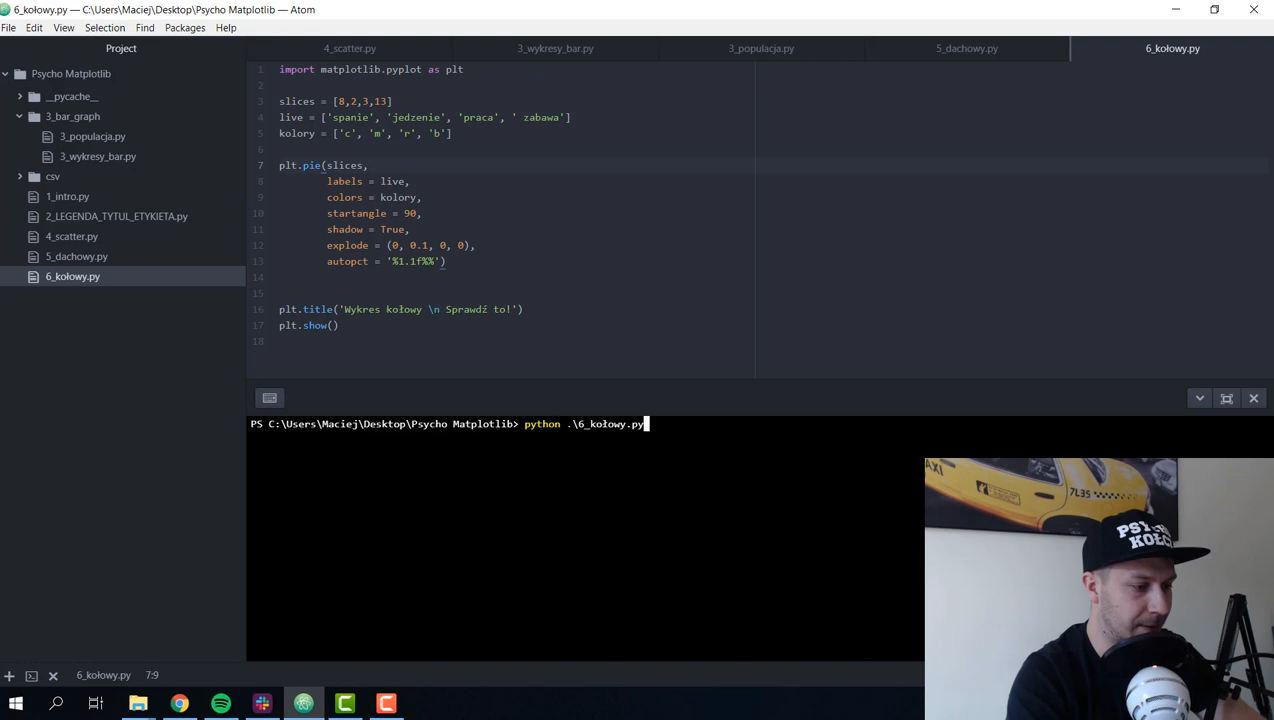 6_kołowy.py — C:\Users\Maciej\Desktop\Psycho Matplotlib — Atom
File Edit View Selection Find Packages Help
Project
4_scatter.py 3_wykresy_bar.py 3_populacja.py 5_dachowy.py 6_kołowy.py
Psycho Matplotlib
__pycache__
3_bar_graph
3_populacja.py
3_wykresy_bar.py
csv
1_intro.py
2_LEGENDA_TYTUL_ETYKIETA.py
4_scatter.py
5_dachowy.py
6_kołowy.py
1 import matplotlib.pyplot as plt
2
3 slices = [8,2,3,13]
4 live = ['spanie', 'jedzenie', 'praca', ' zabawa']
5 kolory = ['c', 'm', 'r', 'b']
6
7 plt.pie(slices,
8 labels = live,
9 colors = kolory,
10 startangle = 90,
11 shadow = True,
12 explode = (0, 0.1, 0, 0),
13 autopct = '%1.1f%%')
14
15
16 plt.title('Wykres kołowy \n Sprawdź to!')
17 plt.show()
18
PS C:\Users\Maciej\Desktop\Psycho Matplotlib> python .\6_kołowy.py
AXI
7L35
6_kołowy.py 7:9